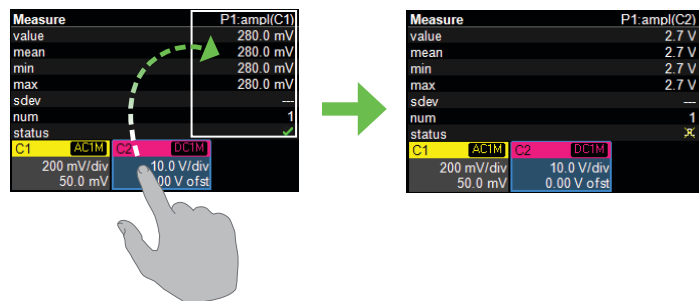 Measure P1:ampl(C1)
value 280.0 mV
mean 280.0 mV
min 280.0 mV
max 280.0 mV
sdev ---
num 1
status
C1 AC1M C2 DC1M
200 mV/div 10.0 V/div
50.0 mV .00 V ofst
Measure P1:ampl(C2)
value 2.7 V
mean 2.7 V
min 2.7 V
max 2.7 V
sdev ---
num 1
status
C1 AC1M C2 DC1M
200 mV/div 10.0 V/div
50.0 mV 0.00 V ofst